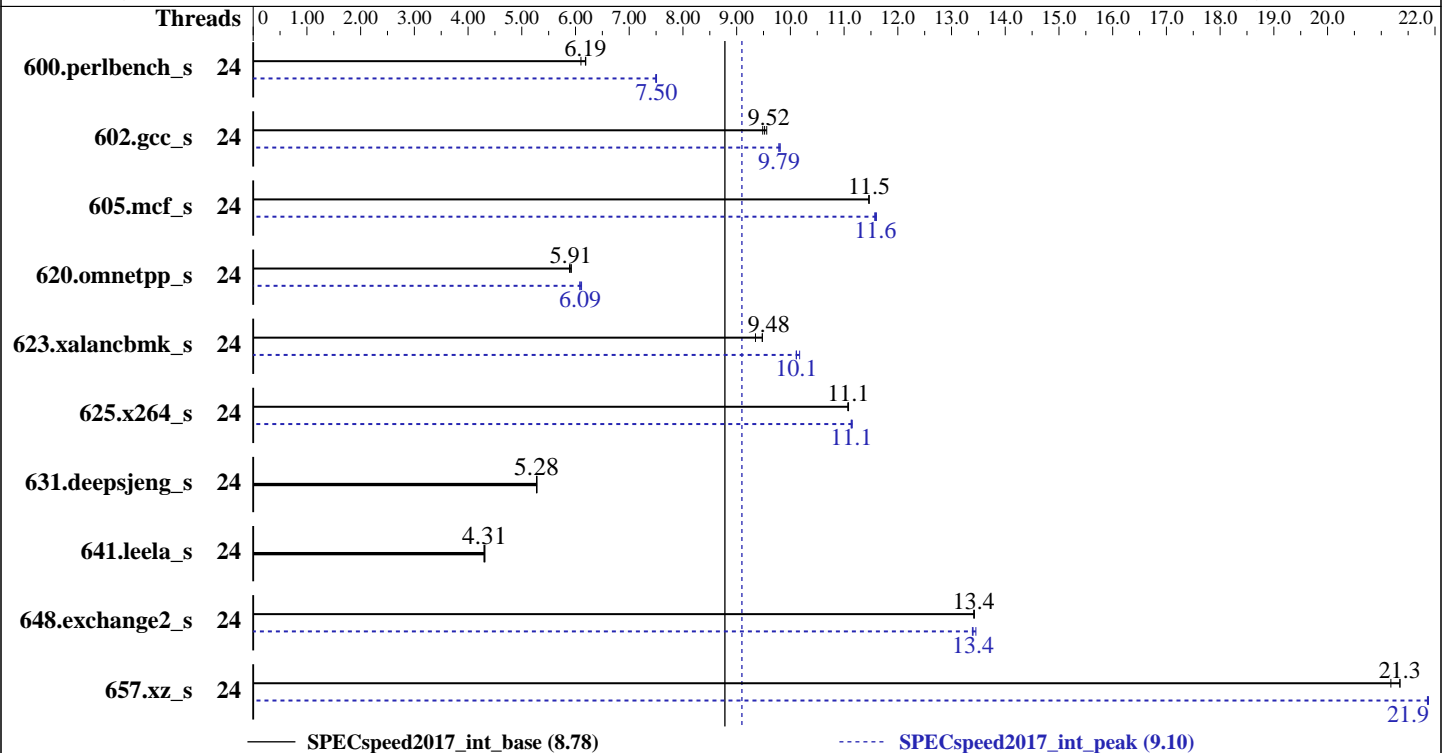 Threads 0 1.00 2.00 3.00 4.00 5.00 6.00 7.00 8.00 9.00 10.0 11.0 12.0 13.0 14.0 15.0 16.0 17.0 18.0 19.0 20.0 22.0
6.19
600.perlbench_s 24
7.50
9.52
602.gcc_s 24
9.79
11.5
605.mcf_s 24
11.6
5.91
620.omnetpp_s 24
6.09
9.48
623.xalancbmk_s 24
10.1
11.1
625.x264_s 24
11.1
5.28
631.deepsjeng_s 24
4.31
641.leela_s 24
13.4
648.exchange2_s 24
13.4
21.3
657.xz_s 24
21.9
SPECspeed2017_int_base (8.78) SPECspeed2017_int_peak (9.10)